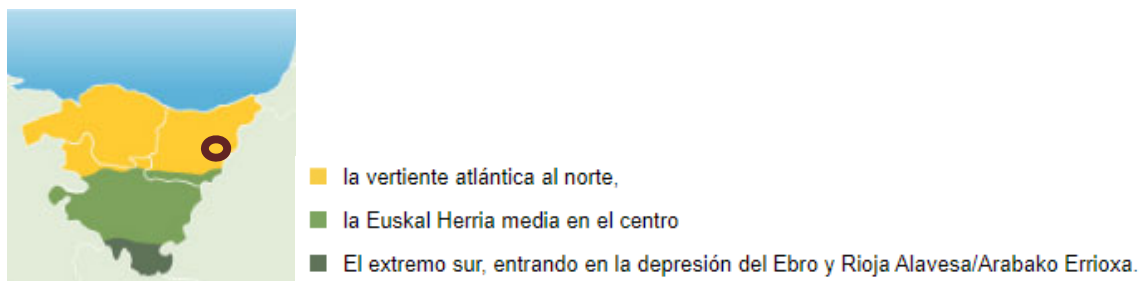 la vertiente atlántica al norte,
la Euskal Herria media en el centro
El extremo sur, entrando en la depresión del Ebro y Rioja Alavesa/Arabako Errioxa.